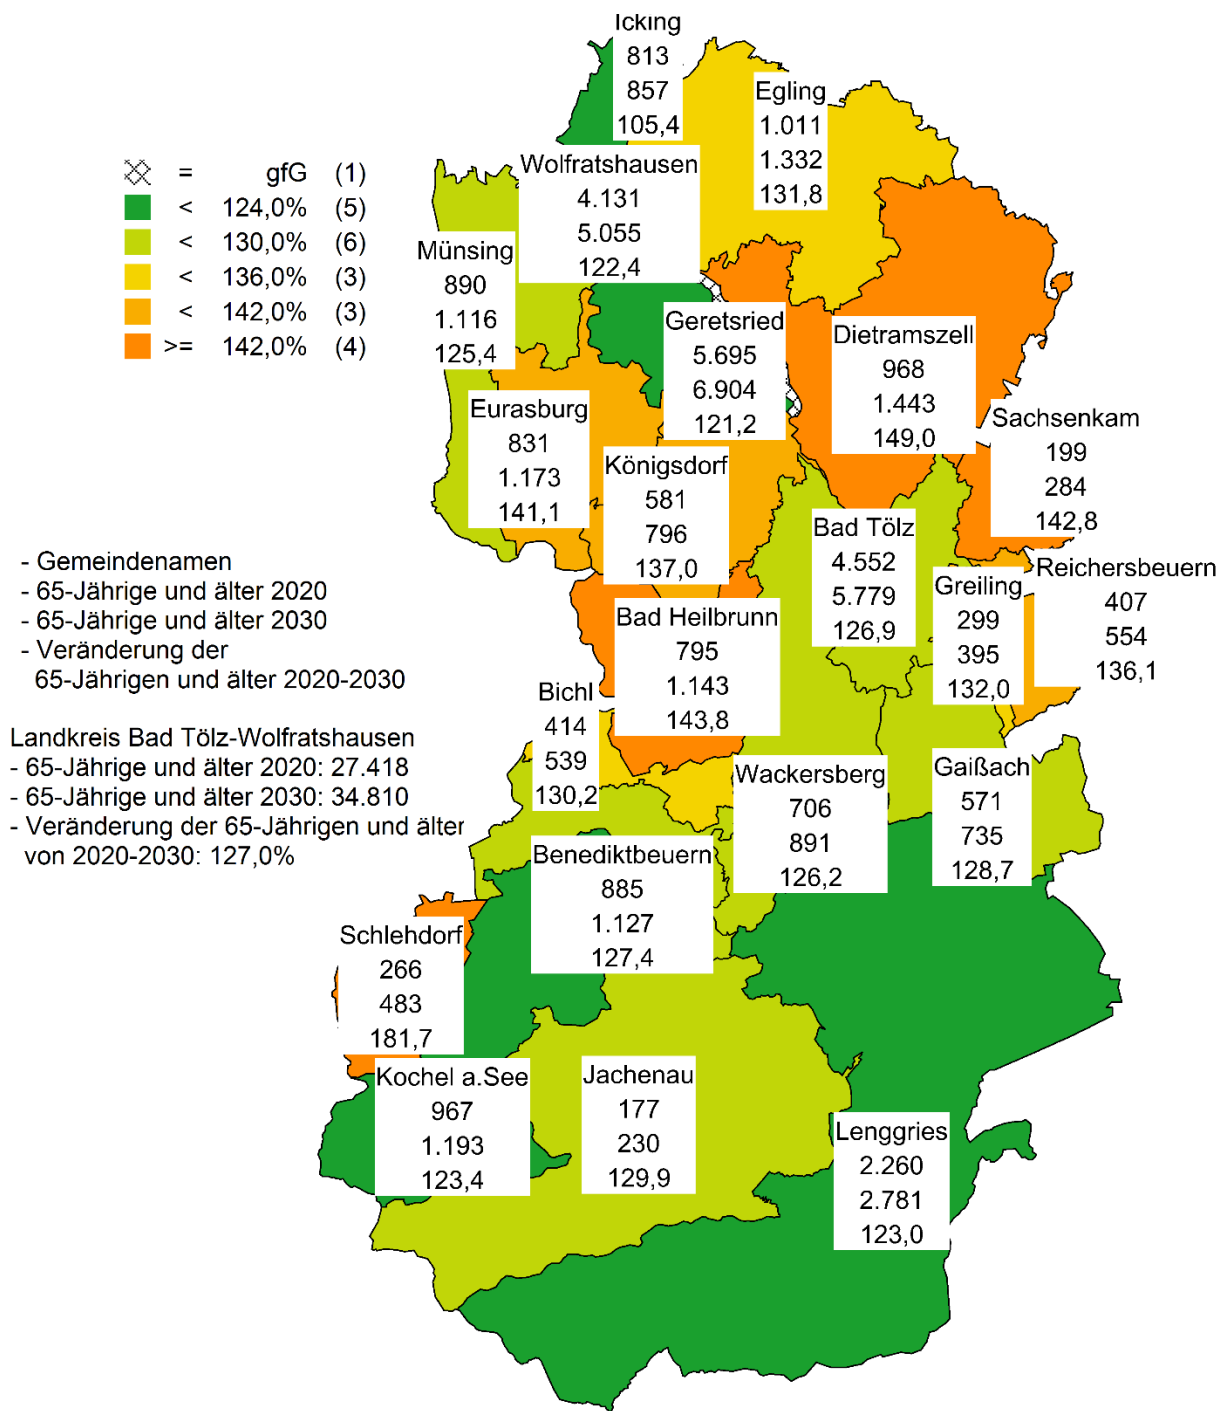 Icking
813
857
105,4
Egling
1.011
1.332
131,8
= gfG (1)
< 124,0% (5)
< 130,0% (6)
< 136,0% (3)
< 142,0% (3)
>= 142,0% (4)
Wolfratshausen
4.131
5.055
122,4
Münsing
890
1.116
125,4
Geretsried
5.695
6.904
121,2
Dietramszell
968
1.443
149,0
Eurasburg
831
1.173
141,1
Sachsenkam
199
284
142,8
Königsdorf
581
796
137,0
Bad Tölz
4.552
5.779
126,9
- Gemeindenamen
- 65-Jährige und älter 2020
- 65-Jährige und älter 2030
- Veränderung der
65-Jährigen und älter 2020-2030
Reichersbeuern
407
554
136,1
Greiling
299
395
132,0
Bad Heilbrunn
795
1.143
143,8
Bichl
414
539
130,2
Landkreis Bad Tölz-Wolfratshausen
- 65-Jährige und älter 2020: 27.418
- 65-Jährige und älter 2030: 34.810
- Veränderung der 65-Jährigen und älter
von 2020-2030: 127,0%
Wackersberg
706
891
126,2
Gaißach
571
735
128,7
Benediktbeuern
885
1.127
127,4
Schlehdorf
266
483
181,7
Kochel a.See
967
1.193
123,4
Jachenau
177
230
129,9
Lenggries
2.260
2.781
123,0